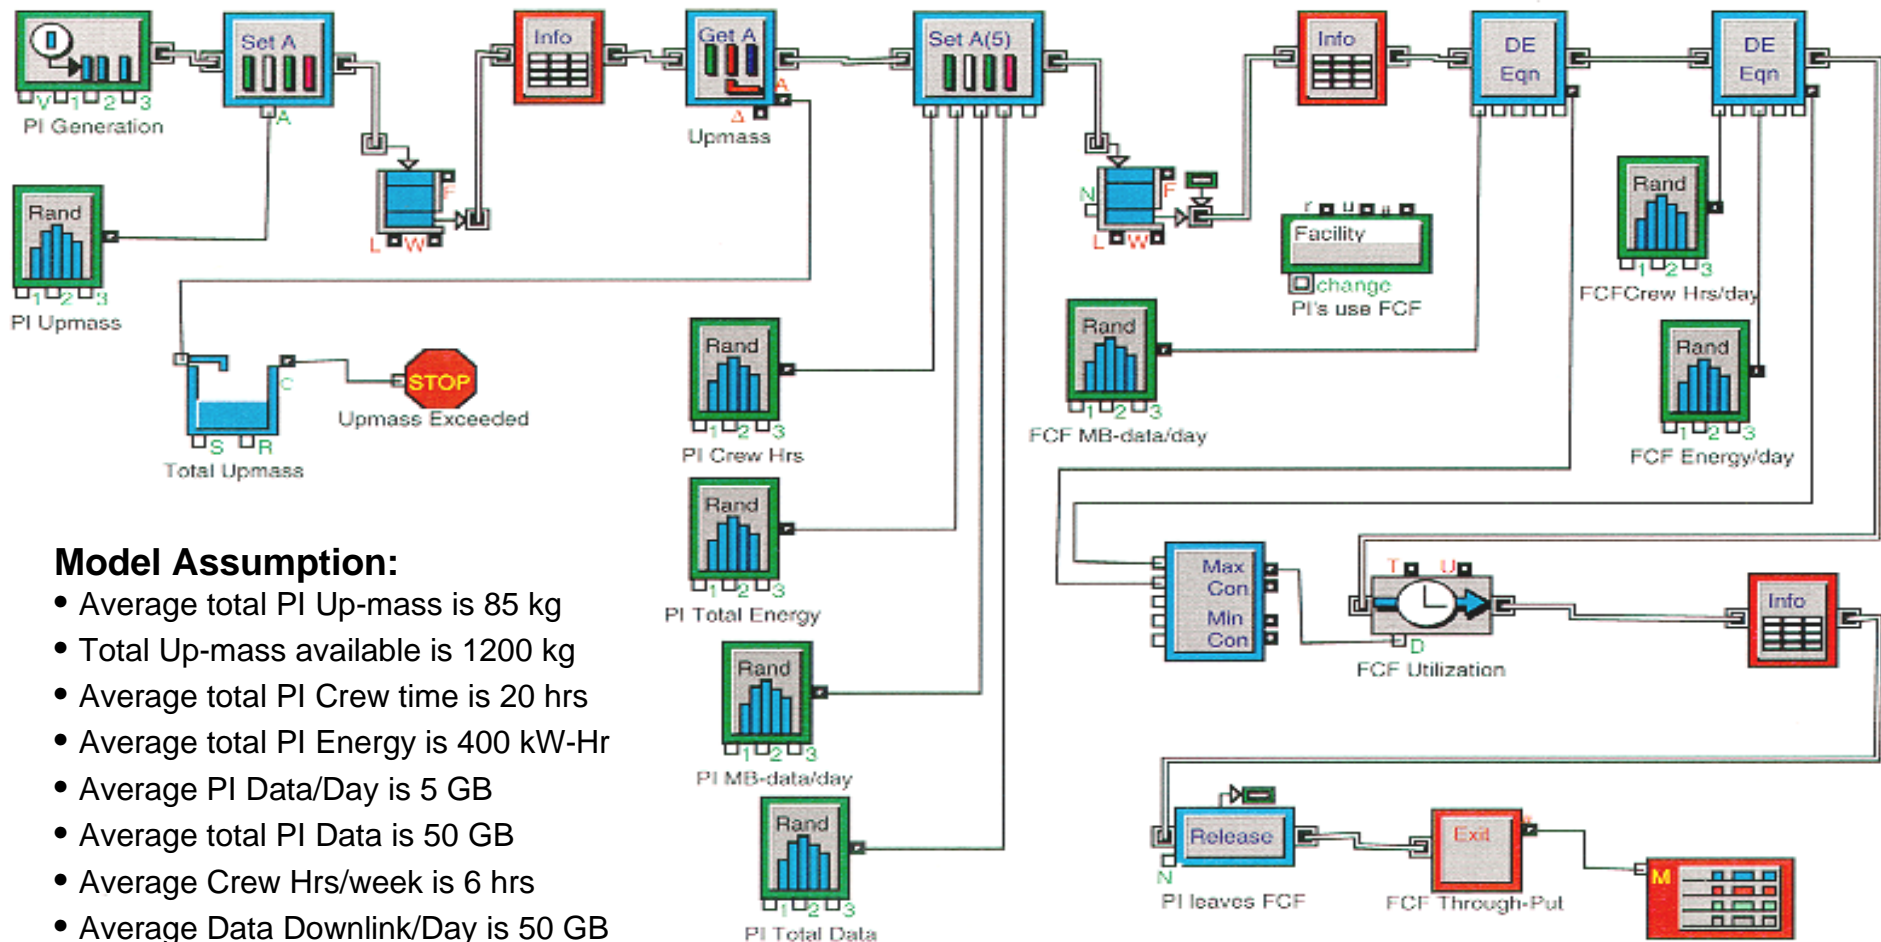 Set A
Info
Get A
Set A(5)
Info
DE
Eqn
DE
Eqn
V 1 2 3
PI Generation
A
A
Δ
Upmass
F
L W
N
F
L W
Rand
1 2 3
PI Upmass
r u
Facility
change
PI's use FCF
Rand
1 2 3
FCFCrew Hrs/day
Rand
1 2 3
FCF MB-data/day
Rand
1 2 3
FCF Energy/day
C
S R
Total Upmass
STOP
Upmass Exceeded
Rand
1 2 3
PI Crew Hrs
Rand
1 2 3
PI Total Energy
Rand
1 2 3
PI MB-data/day
Rand
1 2 3
PI Total Data
Max
Con
Min
Con
T U
D
FCF Utilization
Info
Release
N
PI leaves FCF
Exit
FCF Through-Put
M
Model Assumption:
• Average total PI Up-mass is 85 kg
• Total Up-mass available is 1200 kg
• Average total PI Crew time is 20 hrs
• Average total PI Energy is 400 kW-Hr
• Average PI Data/Day is 5 GB
• Average total PI Data is 50 GB
• Average Crew Hrs/week is 6 hrs
• Average Data Downlink/Day is 50 GB